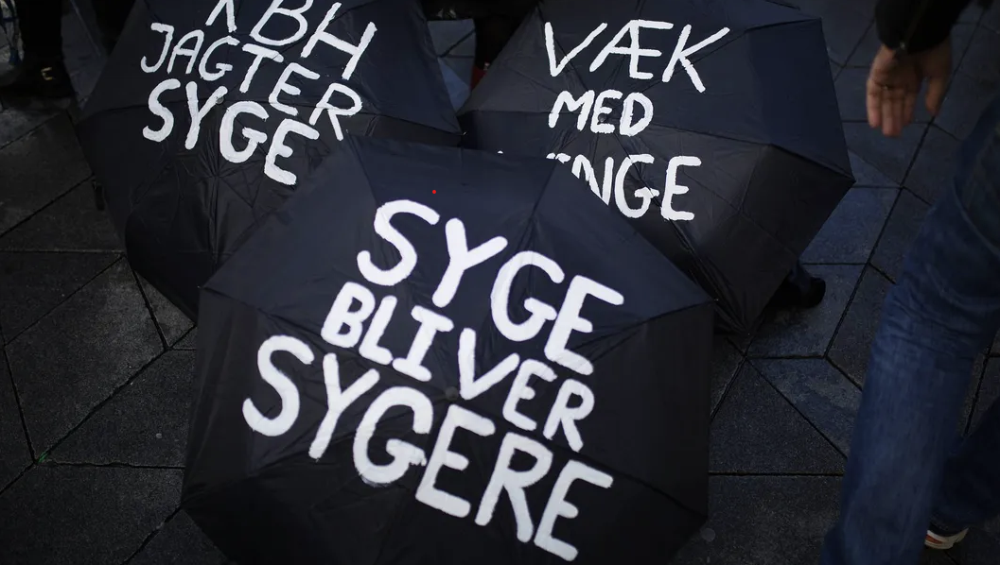 KBH
JAGTER
SYGE
VÆK
MED
SYGE
BLIVER
SYGERE